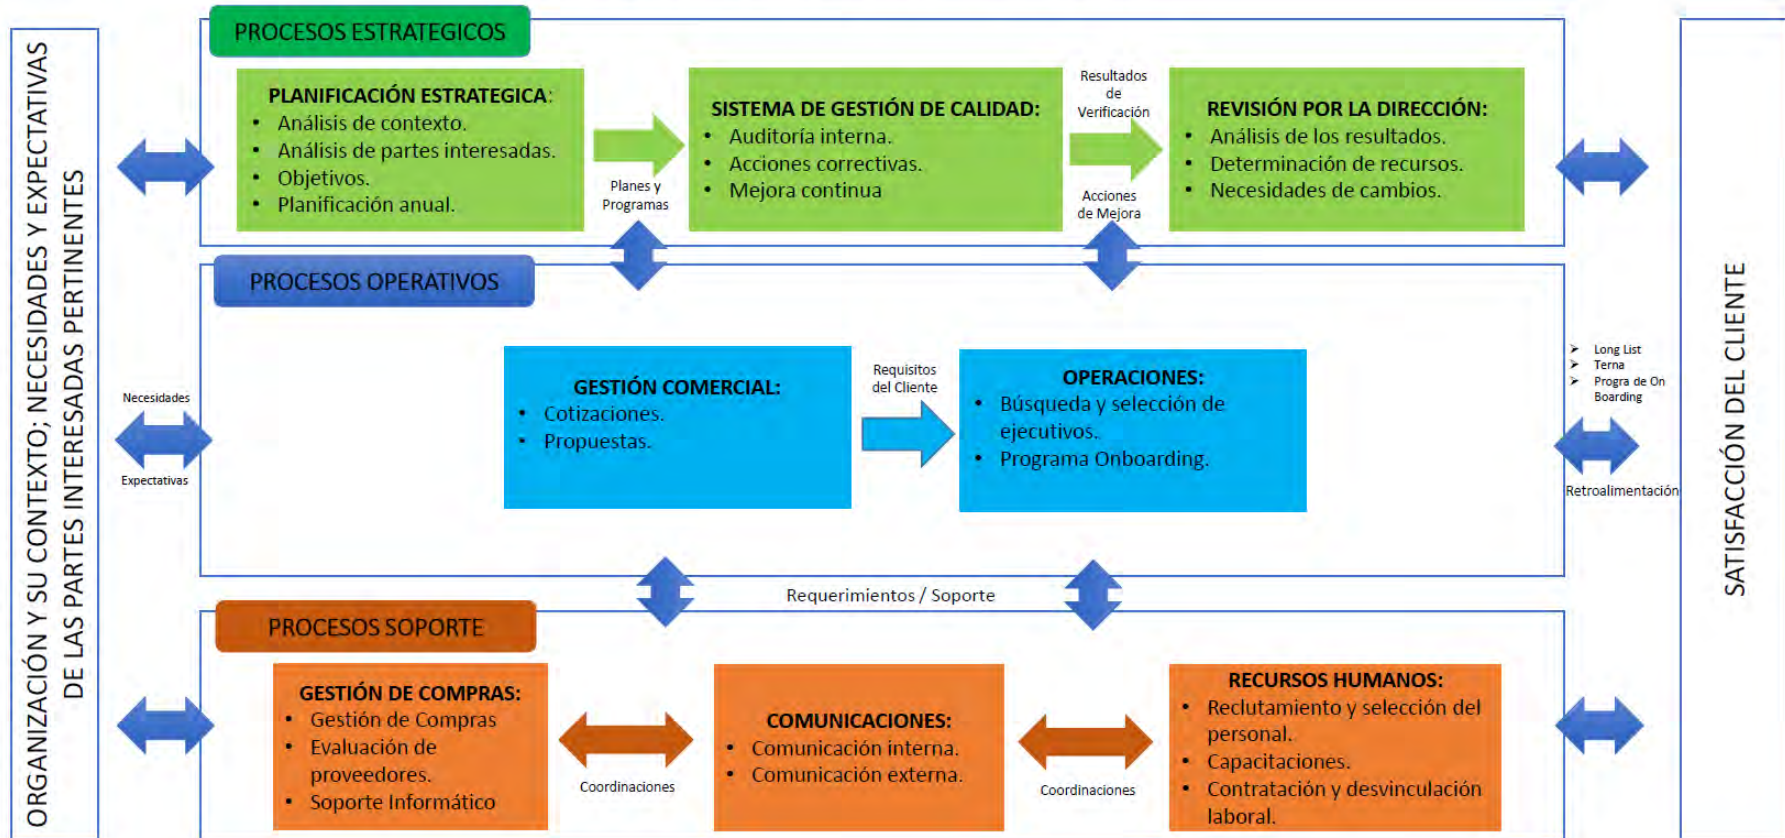 ORGANIZACIÓN Y SU CONTEXTO; NECESIDADES Y EXPECTATIVAS
DE LAS PARTES INTERESADAS PERTINENTES
PROCESOS ESTRATEGICOS
PLANIFICACIÓN ESTRATEGICA:
• Análisis de contexto.
• Análisis de partes interesadas.
• Objetivos.
• Planificación anual.
Planes y
Programas
SISTEMA DE GESTIÓN DE CALIDAD:
• Auditoría interna.
• Acciones correctivas.
• Mejora continua
Resultados
de
Verificación
Acciones
de Mejora
REVISIÓN POR LA DIRECCIÓN:
• Análisis de los resultados.
• Determinación de recursos.
• Necesidades de cambios.
PROCESOS OPERATIVOS
Necesidades
Expectativas
GESTIÓN COMERCIAL:
• Cotizaciones.
• Propuestas.
Requisitos
del Cliente
OPERACIONES:
• Búsqueda y selección de
ejecutivos.
• Programa Onboarding.
➢ Long List
➢ Terna
➢ Progra de On
Boarding
Retroalimentación
Requerimientos / Soporte
PROCESOS SOPORTE
GESTIÓN DE COMPRAS:
• Gestión de Compras
• Evaluación de
proveedores.
• Soporte Informático
Coordinaciones
COMUNICACIONES:
• Comunicación interna.
• Comunicación externa.
Coordinaciones
RECURSOS HUMANOS:
• Reclutamiento y selección del
personal.
• Capacitaciones.
• Contratación y desvinculación
laboral.
SATISFACCIÓN DEL CLIENTE